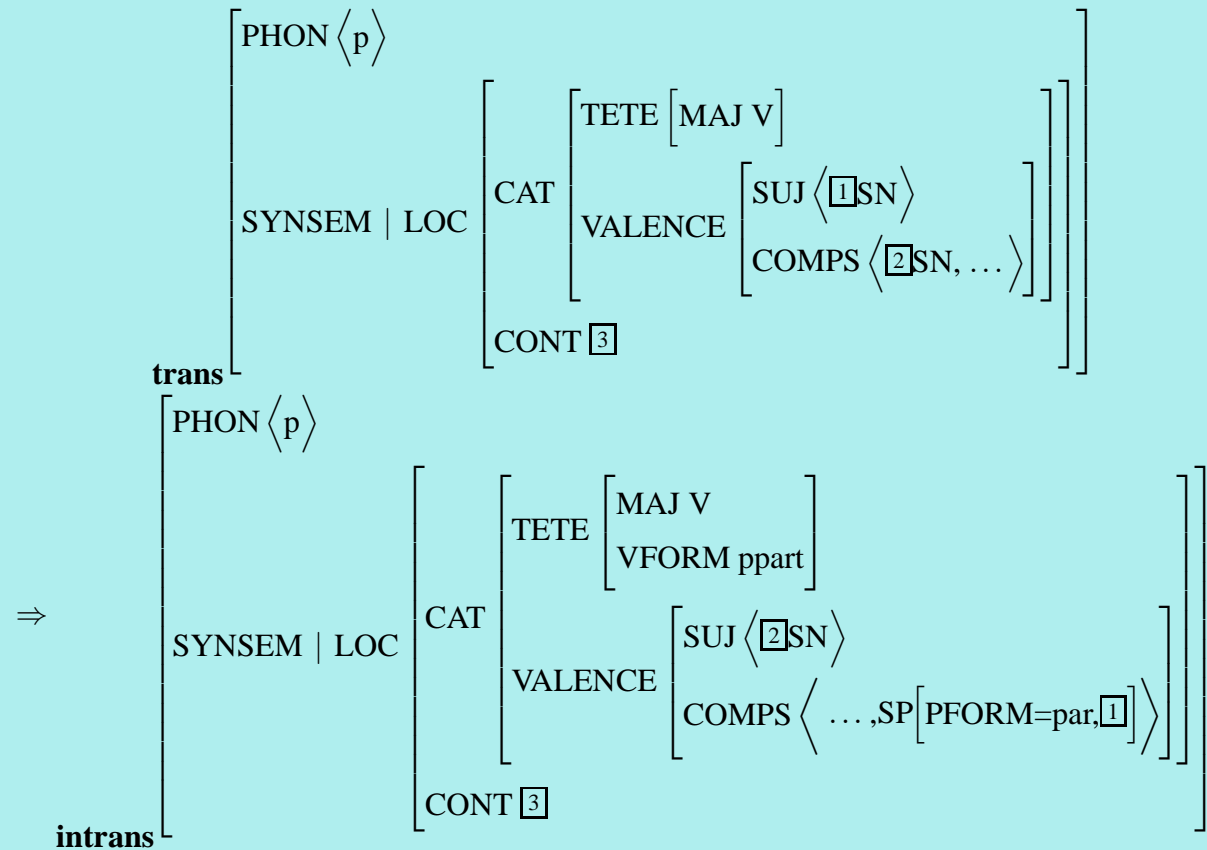 PHON ⟨p⟩
TETE [MAJ V]
SUJ ⟨[1]SN⟩
CAT
VALENCE
SYNSEM | LOC
COMPS ⟨[2]SN, …⟩
CONT [3]
trans
PHON ⟨p⟩
MAJ V
TETE
VFORM ppart
⇒
CAT
SUJ ⟨[2]SN⟩
SYNSEM | LOC
VALENCE
COMPS ⟨ …,SP[PFORM=par,[1]]⟩
CONT [3]
intrans